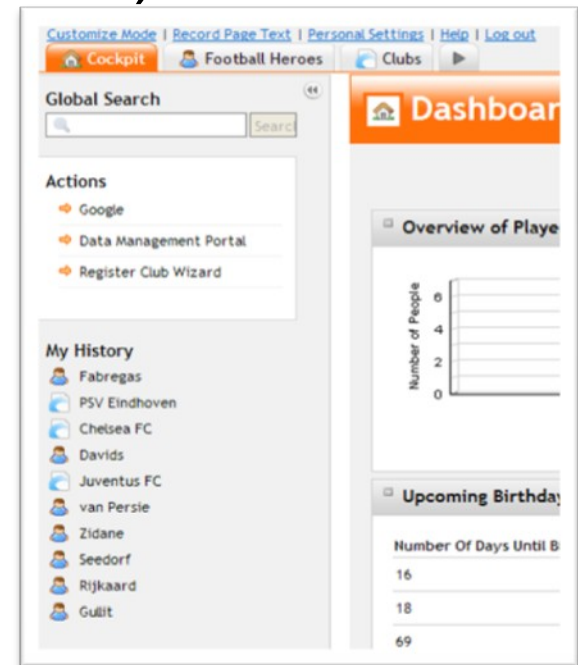 Customize Mode | Record Page Text | Personal Settings | Help | Log out
Cockpit Football Heroes Clubs
Global Search
Search
Actions
Google
Data Management Portal
Register Club Wizard
My History
Fabregas
PSV Eindhoven
Chelsea FC
Davids
Juventus FC
van Persie
Zidane
Seedorf
Rijkaard
Gullit
Dashboar
Overview of Playe
Number of People
6
4
2
0
Upcoming Birthday
Number Of Days Until B
16
18
69